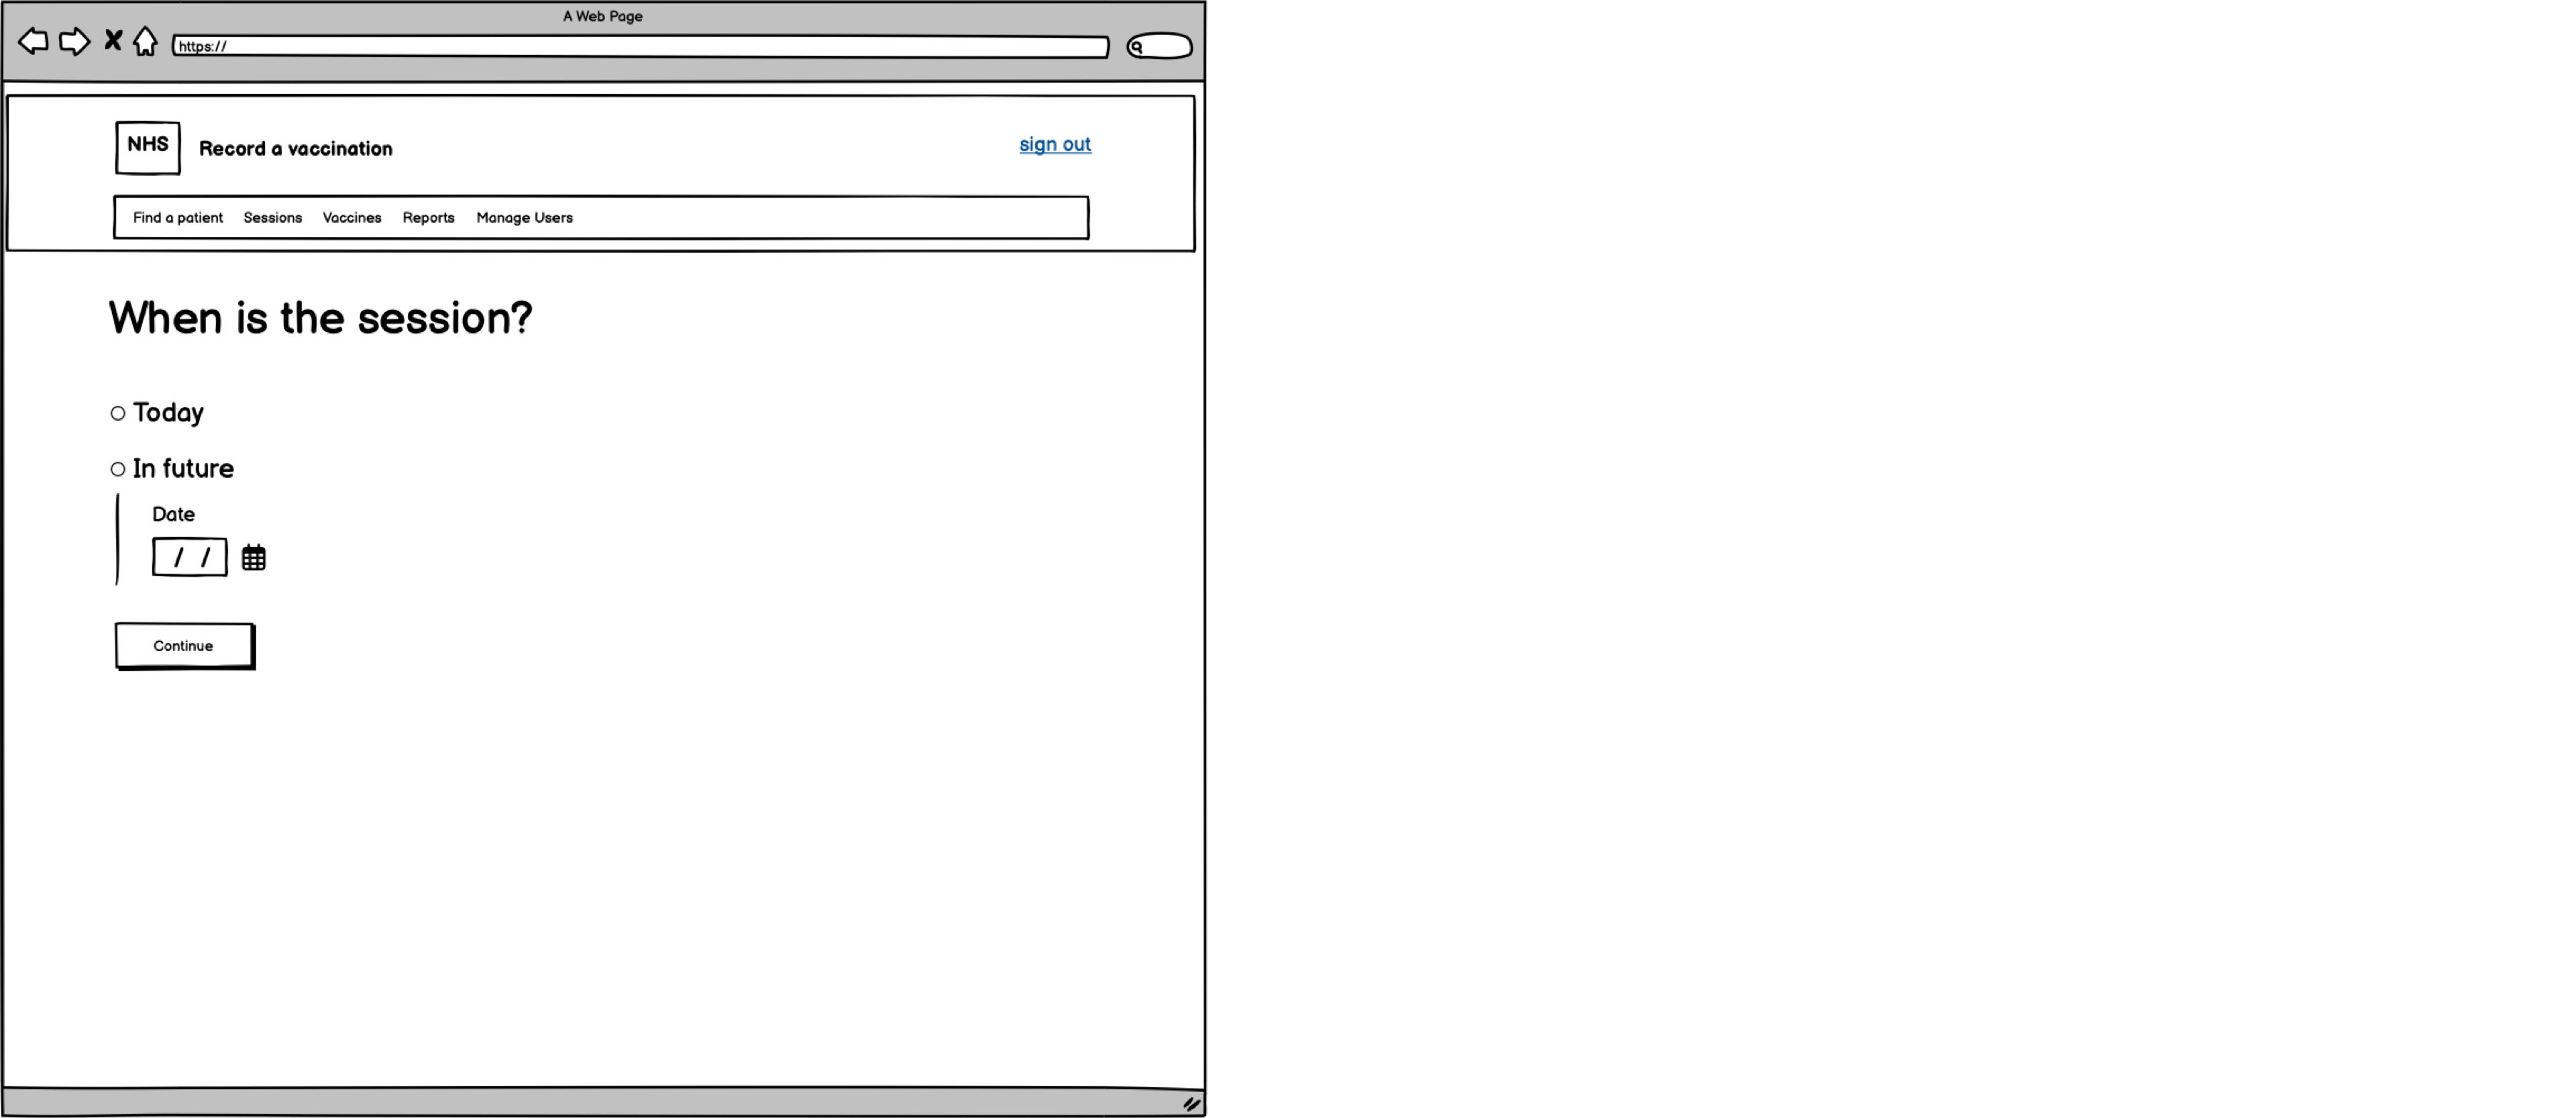 A Web Page
https://
NHS
Record a vaccination
sign out
Find a patient Sessions Vaccines Reports Manage Users
When is the session?
Today
In future
Date
/ /
Continue